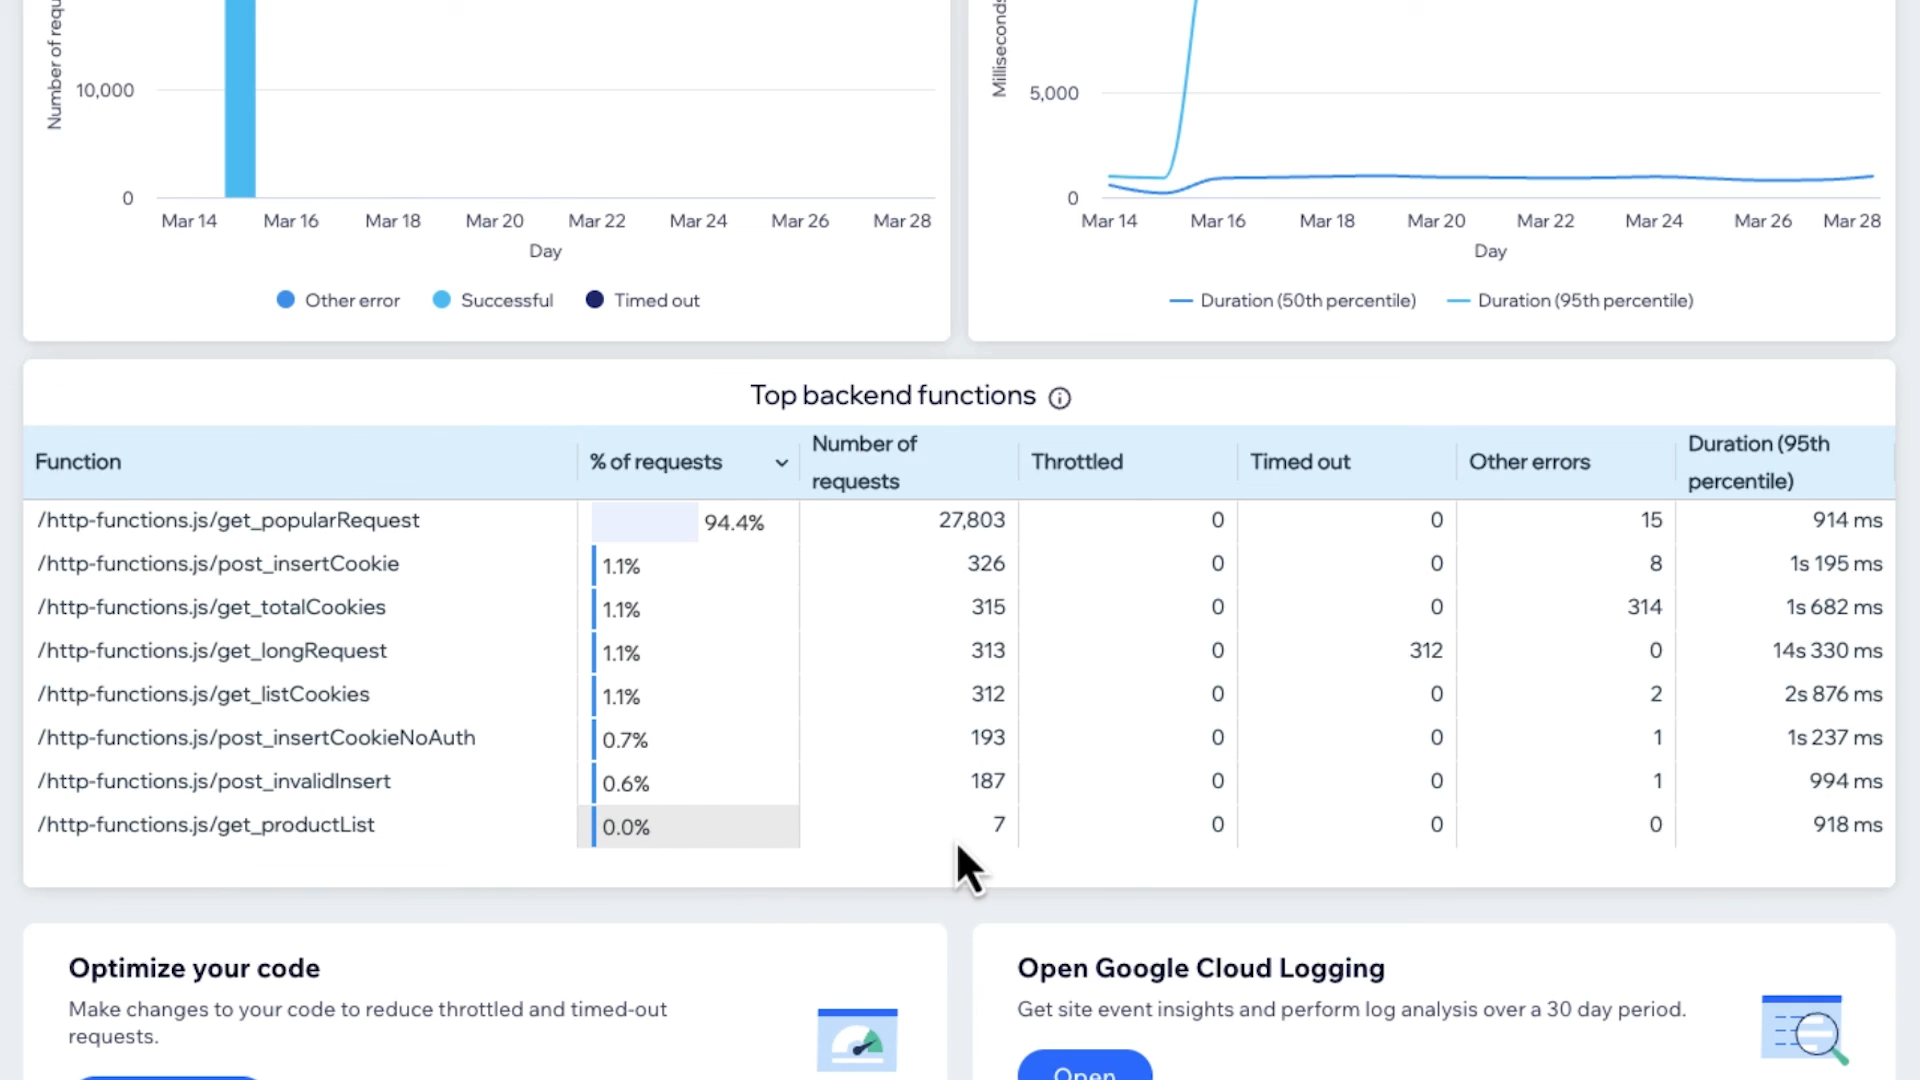 Number of requ
10,000
0
Mar 14 Mar 16 Mar 18 Mar 20 Mar 22 Mar 24 Mar 26 Mar 28
Day
Other error Successful Timed out
Milliseconds
5,000
0
Mar 14 Mar 16 Mar 18 Mar 20 Mar 22 Mar 24 Mar 26 Mar 28
Day
Duration (50th percentile) Duration (95th percentile)
Top backend functions
Function % of requests Number of requests Throttled Timed out Other errors Duration (95th percentile)
/http-functions.js/get_popularRequest 94.4% 27,803 0 0 15 914 ms
/http-functions.js/post_insertCookie 1.1% 326 0 0 8 1s 195 ms
/http-functions.js/get_totalCookies 1.1% 315 0 0 314 1s 682 ms
/http-functions.js/get_longRequest 1.1% 313 0 312 0 14s 330 ms
/http-functions.js/get_listCookies 1.1% 312 0 0 2 2s 876 ms
/http-functions.js/post_insertCookieNoAuth 0.7% 193 0 0 1 1s 237 ms
/http-functions.js/post_invalidInsert 0.6% 187 0 0 1 994 ms
/http-functions.js/get_productList 0.0% 7 0 0 0 918 ms
Optimize your code
Make changes to your code to reduce throttled and timed-out
requests.
Open Google Cloud Logging
Get site event insights and perform log analysis over a 30 day period.
Open